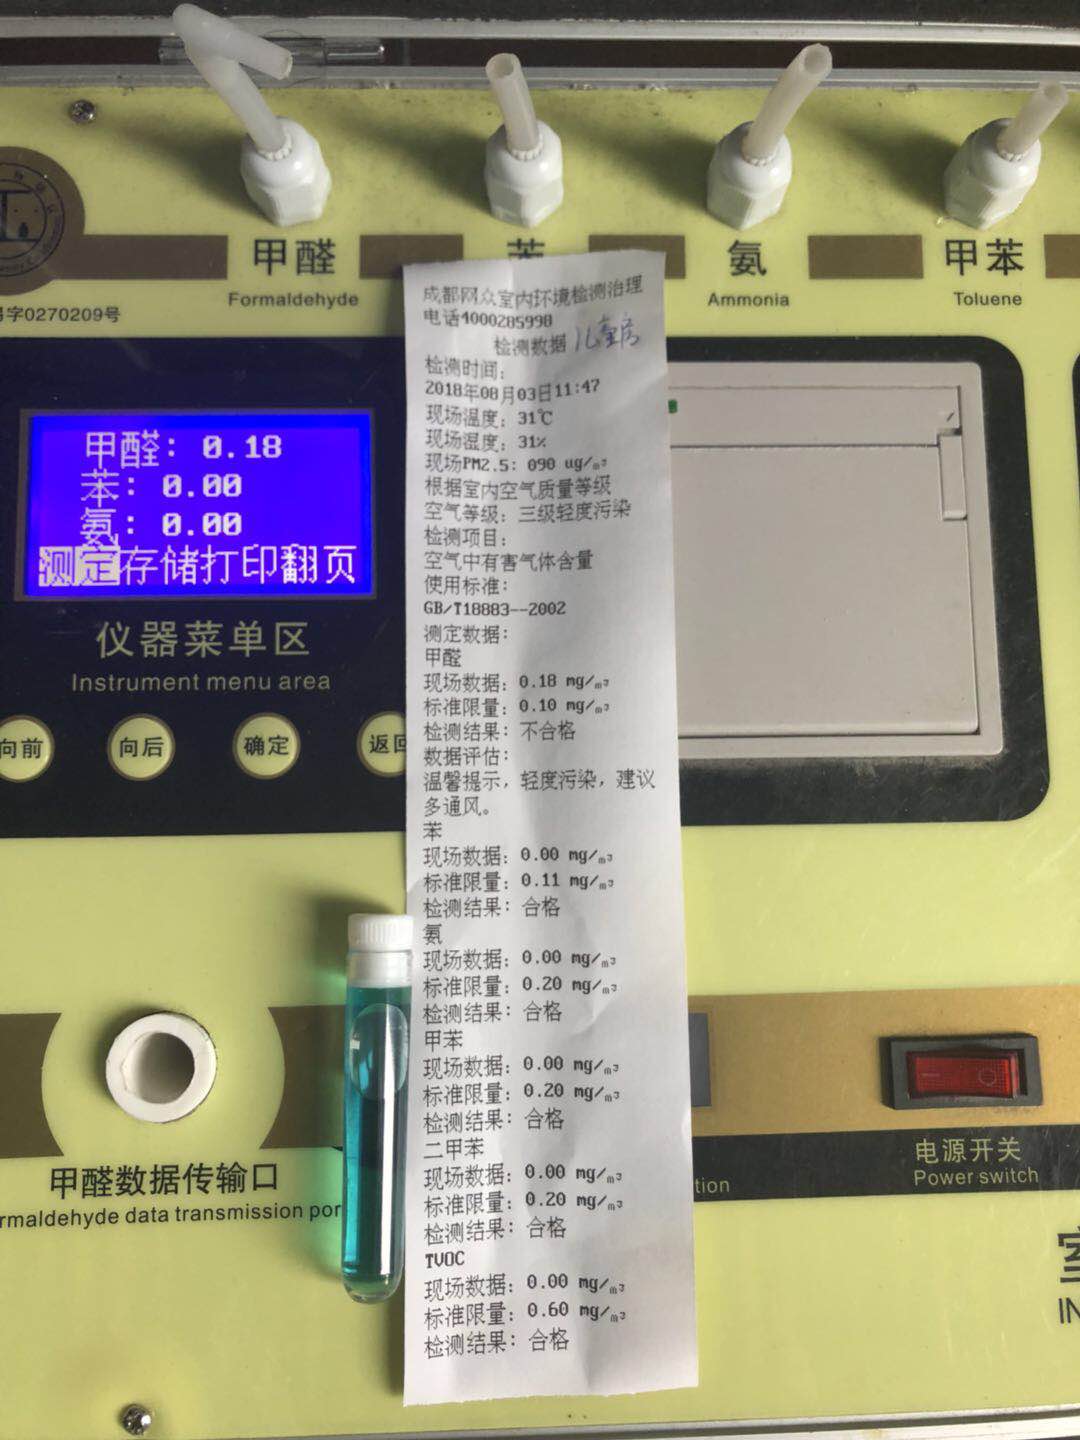 甲醛
Formaldehyde
氨
Ammonia
甲苯
Toluene
字0270209号
成都网众室内环境检测治理
电话4000285998
检测数据 儿童房
检测时间:
2018年08月03日11:47
现场温度: 31℃
现场湿度: 31%
现场PM2.5: 090 ug/m³
根据室内空气质量等级
空气等级: 三级轻度污染
检测项目:
空气中有害气体含量
使用标准:
GB/T18883--2002
测定数据:
甲醛
现场数据: 0.18 mg/m³
标准限量: 0.10 mg/m³
检测结果: 不合格
数据评估:
温馨提示, 轻度污染, 建议
多通风。
苯
现场数据: 0.00 mg/m³
标准限量: 0.11 mg/m³
检测结果: 合格
氨
现场数据: 0.00 mg/m³
标准限量: 0.20 mg/m³
检测结果: 合格
甲苯
现场数据: 0.00 mg/m³
标准限量: 0.20 mg/m³
检测结果: 合格
二甲苯
现场数据: 0.00 mg/m³
标准限量: 0.20 mg/m³
检测结果: 合格
TVOC
现场数据: 0.00 mg/m³
标准限量: 0.60 mg/m³
检测结果: 合格
甲醛: 0.18
苯: 0.00
氨: 0.00
测定存储打印翻页
仪器菜单区
Instrument menu area
向前
向后
确定
返回
甲醛数据传输口
rmaldehyde data transmission por
tion
电源开关
Power switch
室
IN